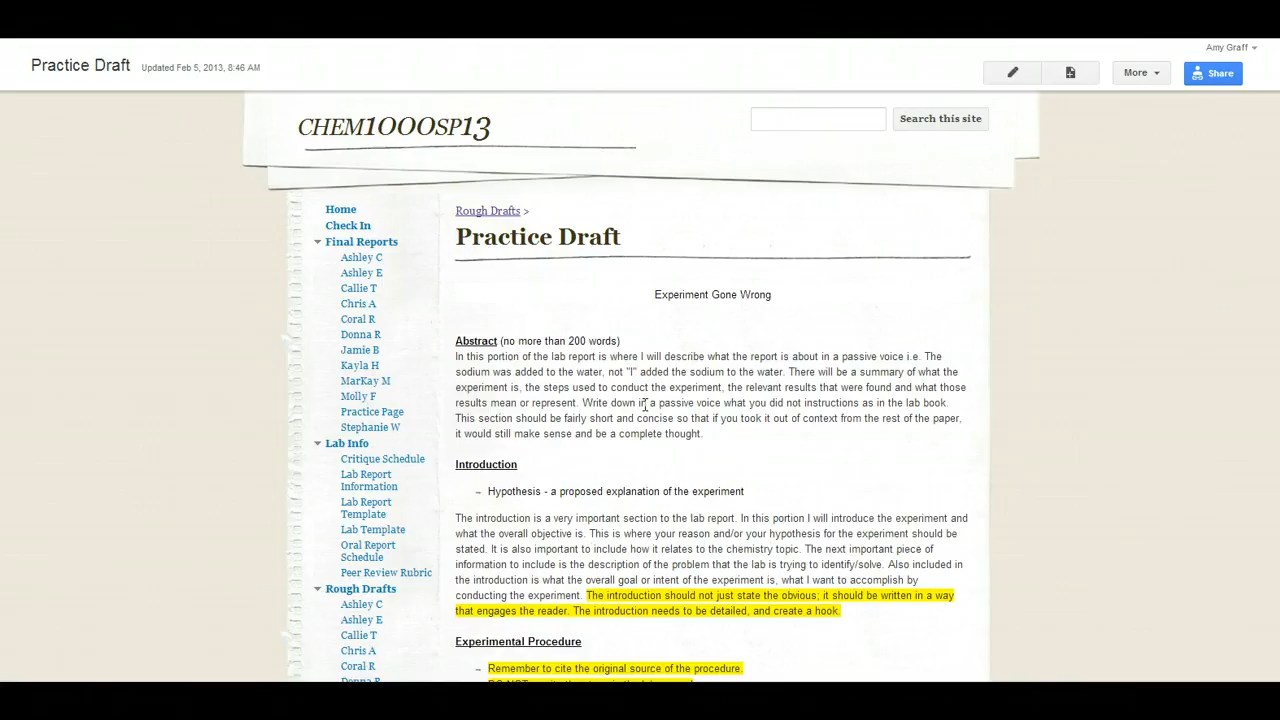 Amy Graff
Practice Draft Updated Feb 5, 2013, 8:46 AM
More
Share
CHEM1000SP13
Search this site
Home
Check In
Final Reports
Ashley C
Ashley E
Callie T
Chris A
Coral R
Donna R
Jamie B
Kayla H
MarKay M
Molly F
Practice Page
Stephanie W
Lab Info
Critique Schedule
Lab Report
Information
Lab Report
Template
Lab Template
Oral Report
Schedule
Peer Review Rubric
Rough Drafts
Ashley C
Ashley E
Callie T
Chris A
Coral R
Donna R
Rough Drafts >
Practice Draft
Experiment Gone Wrong
Abstract (no more than 200 words)
In this portion of the lab report is where I will describe what the report is about in a passive voice i.e. The
sodium was added to the water, not "I" added the sodium to the water. There will be a summary of what the
experiment is, the steps used to conduct the experiment, the relevant results that were found and what those
results mean or represent. Write down in a passive voice what you did not instructions as in the lab book.
This section should be fairly short and concise so that if you took it out of context from the rest of the paper,
it would still make sense and be a complete thought.
Introduction
- Hypothesis - a proposed explanation of the experiment
The introduction is a very important section to the lab report. In this portion I will introduce the experiment and
what the overall objective is. This is where your reason and/or your hypothesis for the experiment should be
stated. It is also important to include how it relates to the chemistry topic. The next important piece of
information to include is the description of the problem that the lab is trying to identify/solve. Also included in
the introduction is what the overall goal or intent of the experiment is, what I want to accomplish by
conducting the experiment. The introduction should not just state the obvious; it should be written in a way
that engages the reader. The introduction needs to be detailed, and create a hook.
Experimental Procedure
- Remember to cite the original source of the procedure.